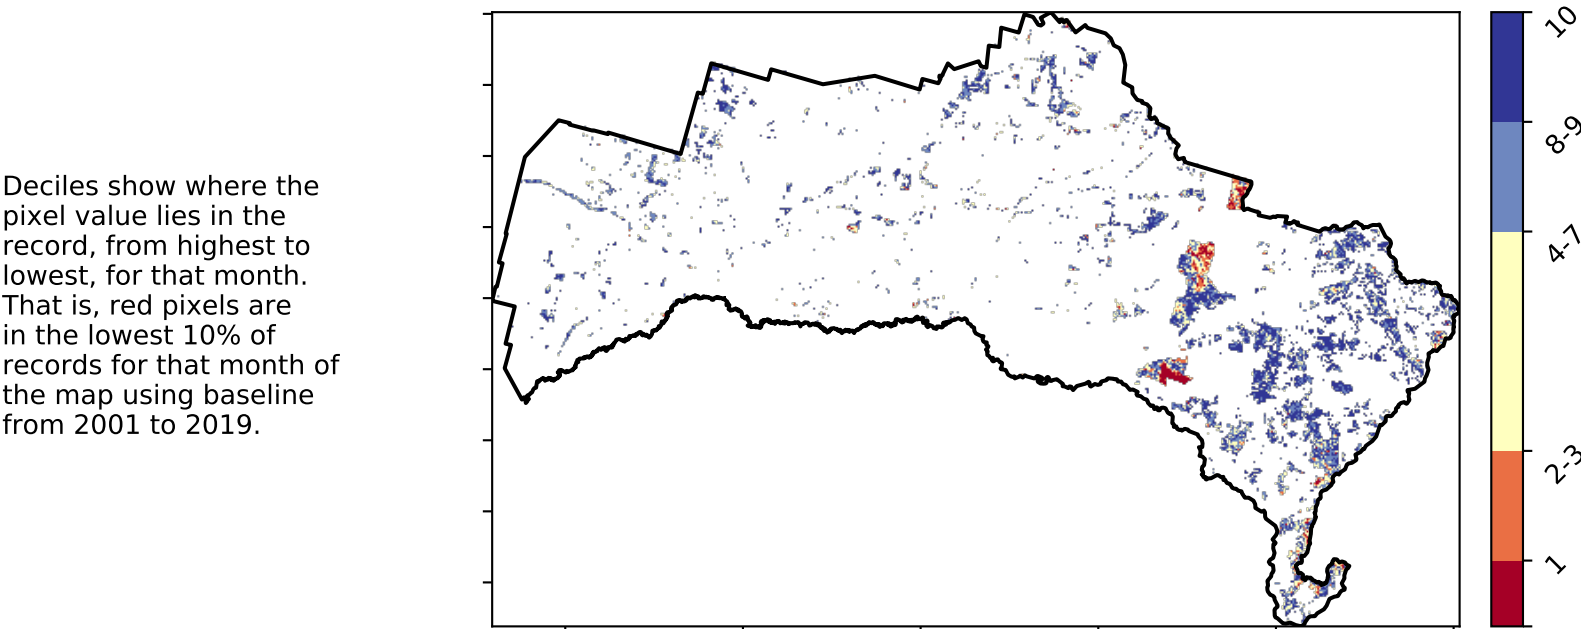 Deciles show where the
pixel value lies in the
record, from highest to
lowest, for that month.
That is, red pixels are
in the lowest 10% of
records for that month of
the map using baseline
from 2001 to 2019.
10
8-9
4-7
2-3
1